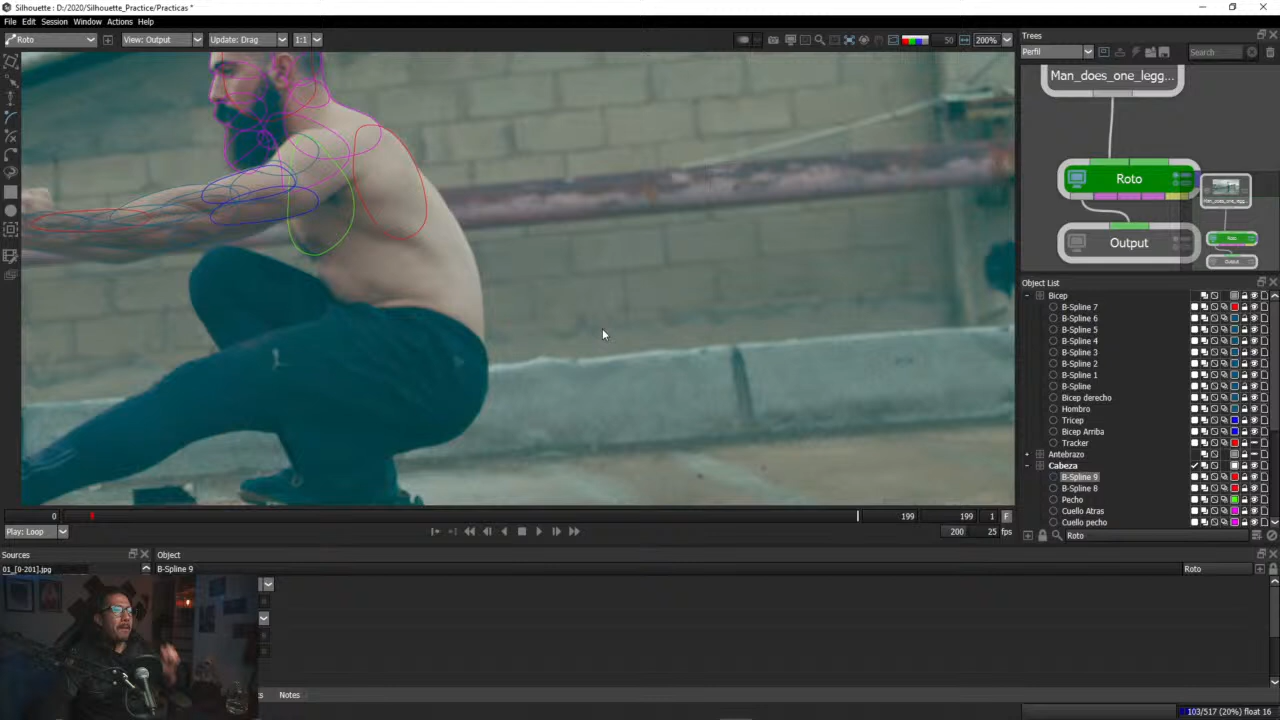 Silhouette : D:/2020/Silhouette_Practice/Practicas *
File Edit Session Window Actions Help
Roto View: Output Update: Drag 1:1 50 200%
Trees
Perfil Search
Man_does_one_legg...
Roto
Output
Object List
Bicep
B-Spline 7
B-Spline 6
B-Spline 5
B-Spline 4
B-Spline 3
B-Spline 2
B-Spline 1
B-Spline
Bicep derecho
Hombro
Tricep
Bicep Arriba
Tracker
Antebrazo
Cabeza
B-Spline 9
B-Spline 8
Pecho
Cuello Atras
Cuello pecho
Roto
0 199 199 1 F
Play: Loop 200 25 fps
Sources Object
01_[0-201].jpg B-Spline 9 Roto
Notes
103/517 (20%) float 16